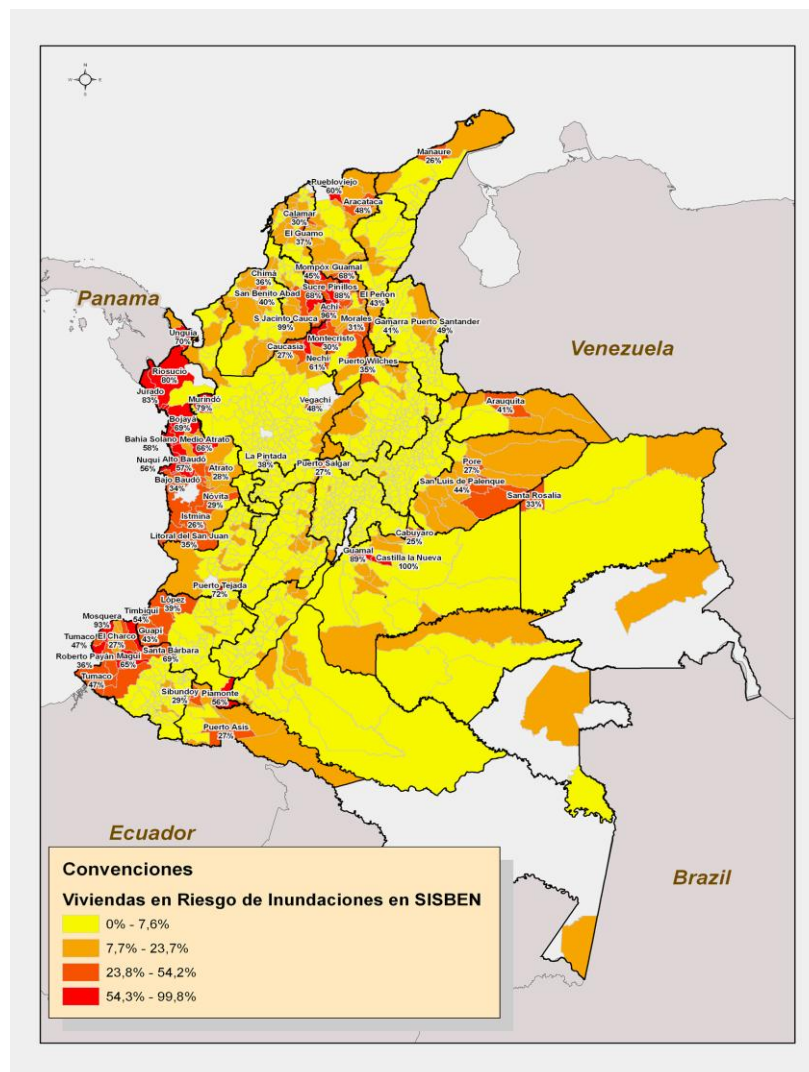 N
W
E
S
Manaure
26%
Puebloviejo
60%
Aracataca
48%
Calamar
30%
El Guamo
37%
Chimá
36%
Mompóx Guamal
45% 68%
San Benito Abad
40%
Sucre Pinillos
68% 88%
El Peñón
43%
Achí
96%
S Jacinto Cauca
99%
Morales
31%
Gamarra
41%
Puerto Santander
49%
Panama
Venezuela
Unguía
70%
Montecristo
30%
Caucasia
27%
Nechí
61%
Puerto Wilches
35%
Riosucio
80%
Jurado
83%
Murindó
79%
Vegachí
48%
Arauquita
41%
Bojaya
69%
Bahía Solano Medio Atrato
58% 66%
Nuquí Alto Baudó
56% 57%
La Pintada
38%
Puerto Salgar
27%
Atrato
28%
Pore
27%
San Luis de Palenque
44%
Bajo Baudó
34%
Nóvita
29%
Santa Rosalía
33%
Istmina
26%
Litoral del San Juan
35%
Cabuyaro
25%
Guamal
89%
Castilla la Nueva
100%
Puerto Tejada
72%
López
39%
Timbiquí
54%
Mosquera
93%
Tumaco
47%
El Charco
27%
Guapi
43%
Santa Bárbara
69%
Roberto Payán
36%
Magui
65%
Tumaco
47%
Sibundoy
29%
Piamonte
56%
Puerto Asis
27%
Ecuador
Brazil
Convenciones
Viviendas en Riesgo de Inundaciones en SISBEN
0% - 7,6%
7,7% - 23,7%
23,8% - 54,2%
54,3% - 99,8%